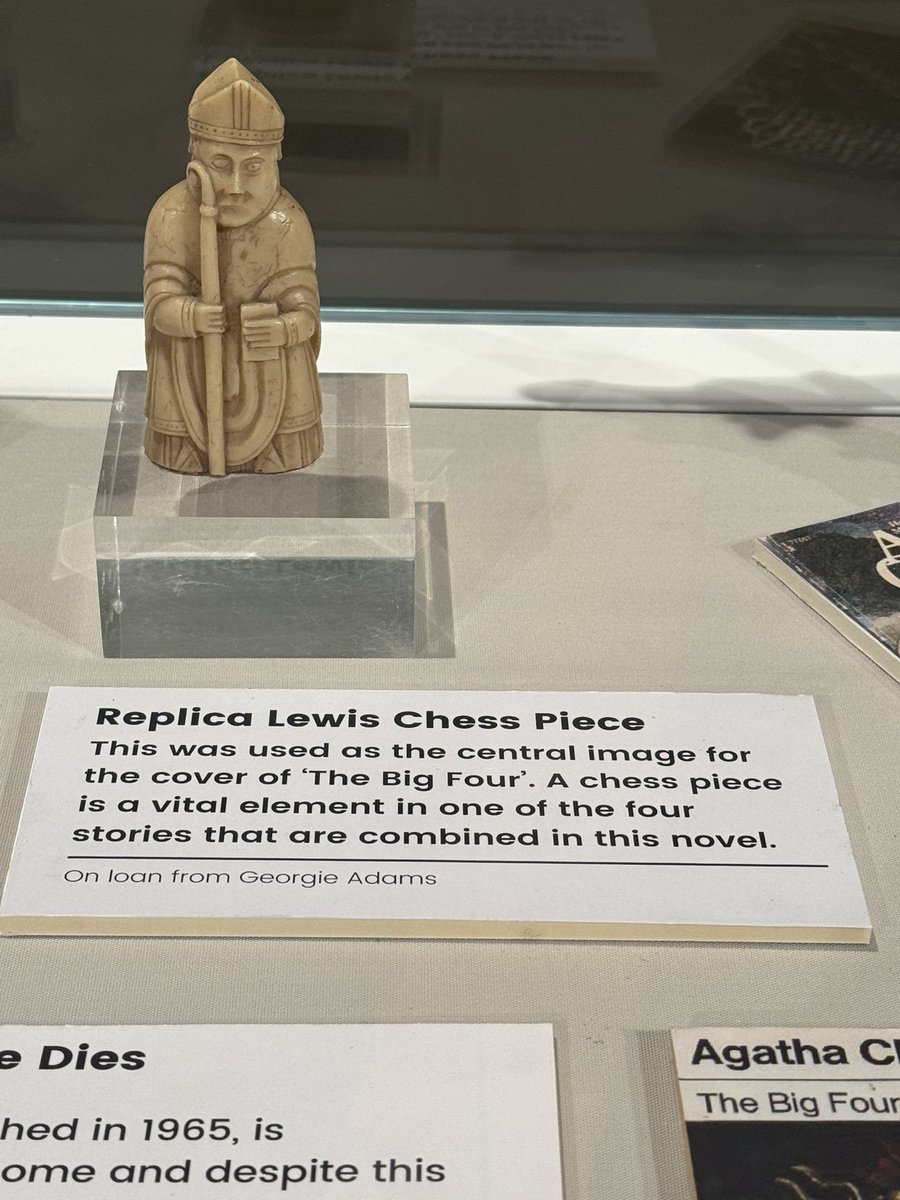 Replica Lewis Chess Piece
This was used as the central image for
the cover of ‘The Big Four’. A chess piece
is a vital element in one of the four
stories that are combined in this novel.
On loan from Georgie Adams
e Dies
hed in 1965, is
ome and despite this
Agatha C
The Big Four